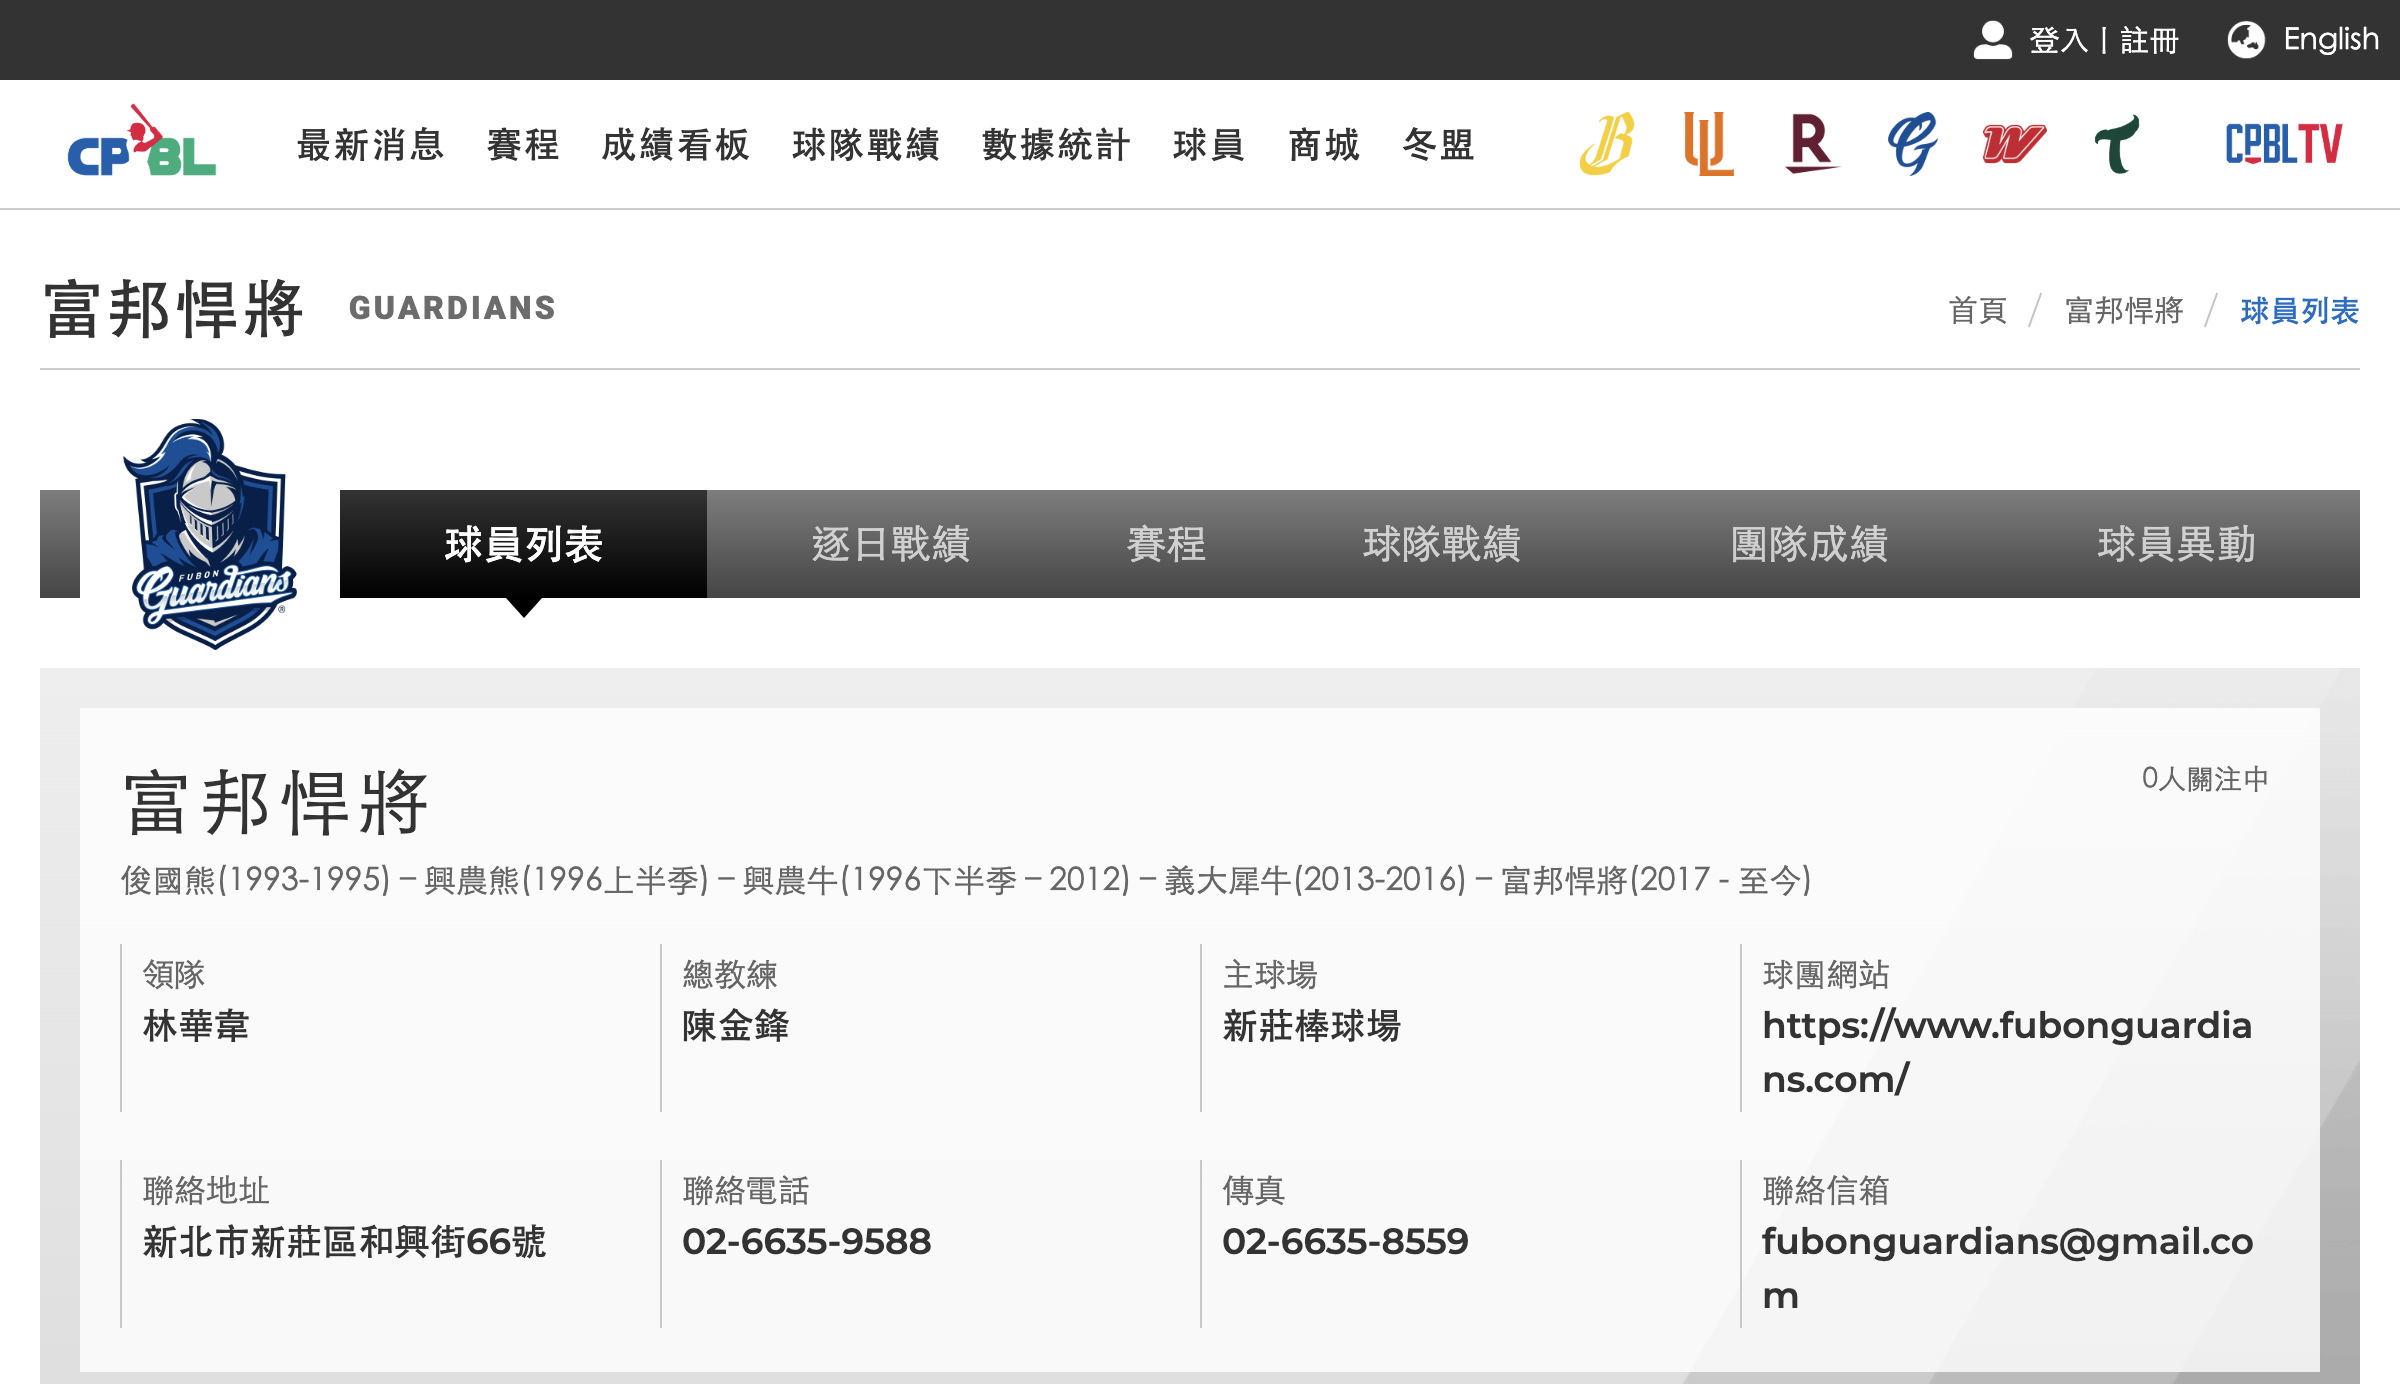 登入 | 註冊 English
CPBL 最新消息 賽程 成績看板 球隊戰績 數據統計 球員 商城 冬盟 B UL R G W T CPBLTV
富邦悍將 GUARDIANS 首頁 / 富邦悍將 / 球員列表
FUBON
Guardians®
球員列表 逐日戰績 賽程 球隊戰績 團隊成績 球員異動
富邦悍將 0人關注中
俊國熊(1993-1995) – 興農熊(1996上半季) – 興農牛(1996下半季 – 2012) – 義大犀牛(2013-2016) – 富邦悍將(2017 - 至今)
領隊
林華韋
總教練
陳金鋒
主球場
新莊棒球場
球團網站
https://www.fubonguardia
ns.com/
聯絡地址
新北市新莊區和興街66號
聯絡電話
02-6635-9588
傳真
02-6635-8559
聯絡信箱
fubonguardians@gmail.co
m